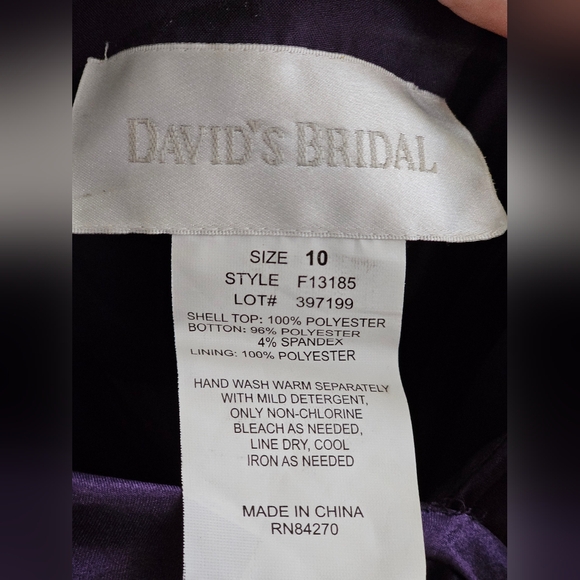 DAVID'S BRIDAL
SIZE 10
STYLE F13185
LOT# 397199
SHELL TOP: 100% POLYESTER
BOTTOM: 96% POLYESTER
4% SPANDEX
LINING: 100% POLYESTER
HAND WASH WARM SEPARATELY
WITH MILD DETERGENT,
ONLY NON-CHLORINE
BLEACH AS NEEDED,
LINE DRY, COOL
IRON AS NEEDED
MADE IN CHINA
RN84270